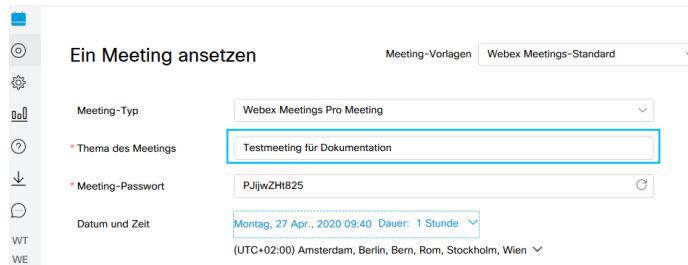 Ein Meeting ansetzen
Meeting-Vorlagen Webex Meetings-Standard
Meeting-Typ Webex Meetings Pro Meeting
* Thema des Meetings Testmeeting für Dokumentation
* Meeting-Passwort PJijwZHt825
Datum und Zeit Montag, 27 Apr., 2020 09:40 Dauer: 1 Stunde
(UTC+02:00) Amsterdam, Berlin, Bern, Rom, Stockholm, Wien
WT
WE